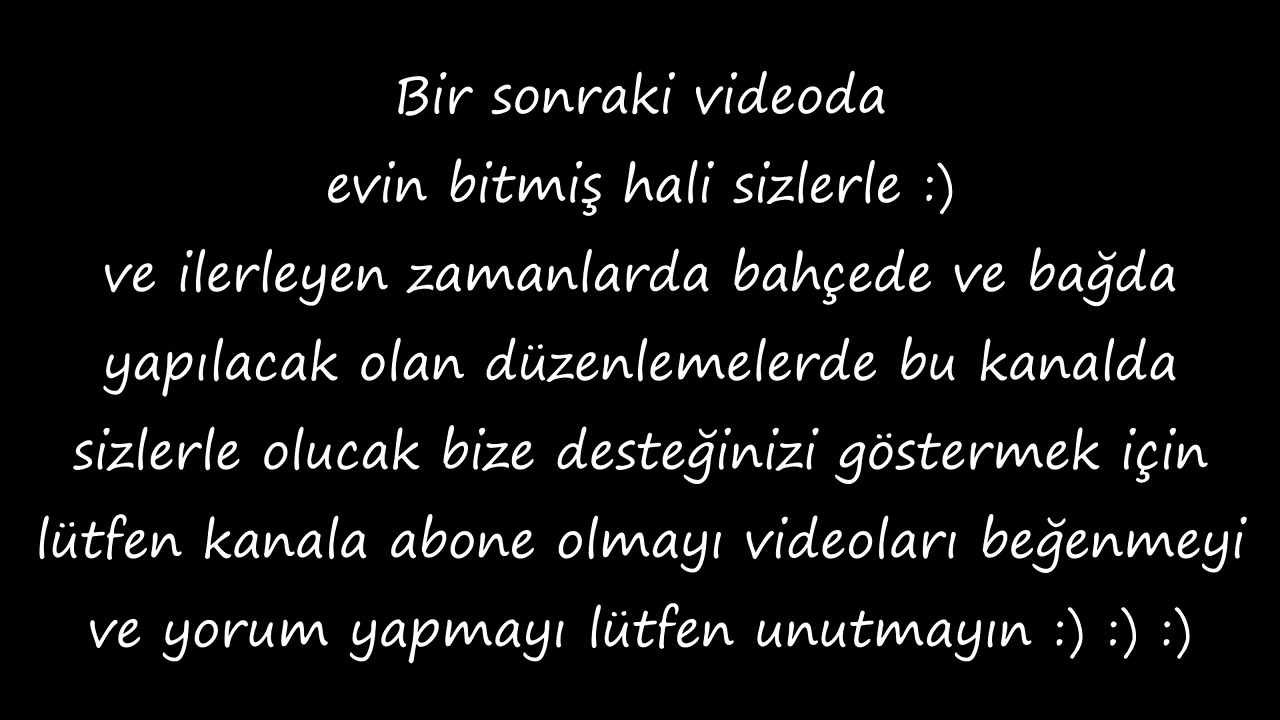 Bir sonraki videoda
evin bitmiş hali sizlerle :)
ve ilerleyen zamanlarda bahçede ve bağda
yapılacak olan düzenlemelerde bu kanalda
sizlerle olucak bize desteğinizi göstermek için
lütfen kanala abone olmayı videoları beğenmeyi
ve yorum yapmayı lütfen unutmayın :) :) :)